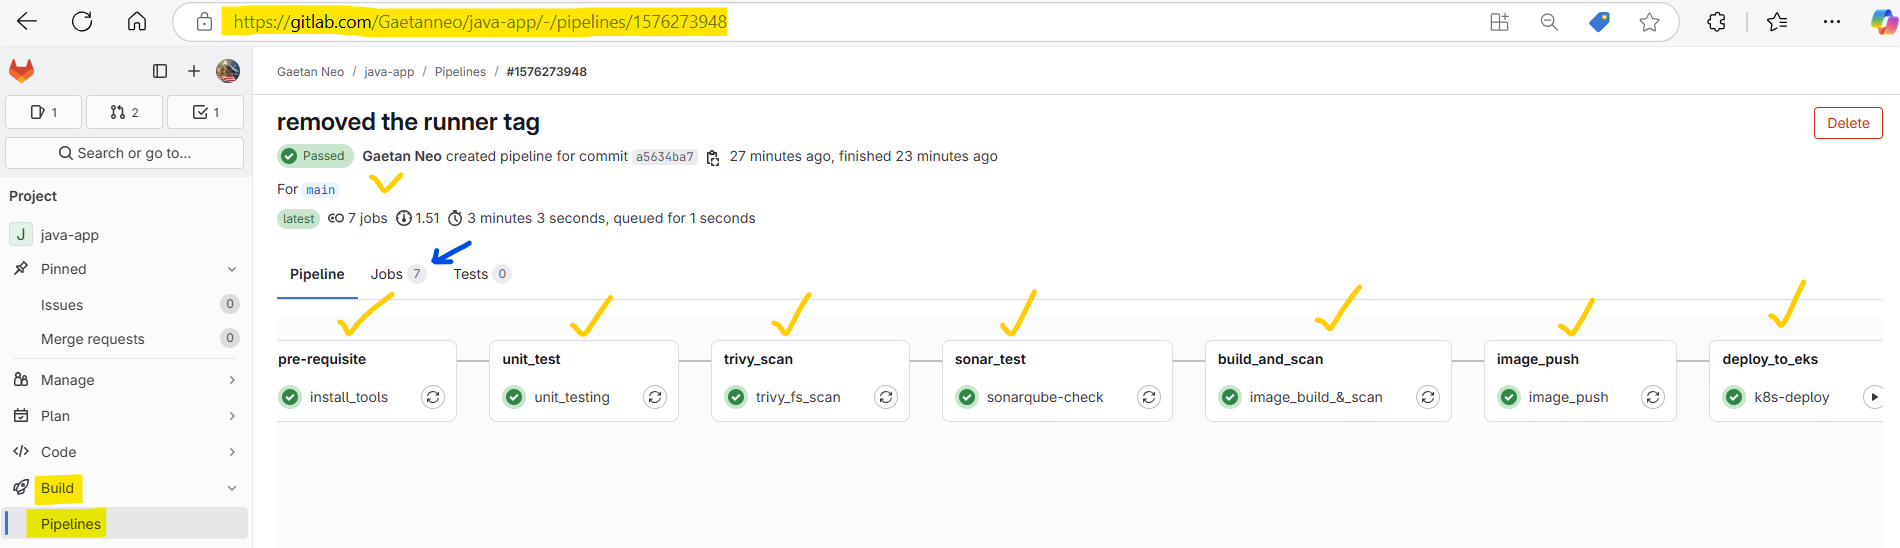 https://gitlab.com/Gaetanneo/java-app/-/pipelines/1576273948
Gaetan Neo / java-app / Pipelines / #1576273948
1 2 1
Search or go to...
Project
J java-app
Pinned
Issues 0
Merge requests 0
Manage
Plan
Code
Build
Pipelines
removed the runner tag
Delete
Passed Gaetan Neo created pipeline for commit a5634ba7 27 minutes ago, finished 23 minutes ago
For main
latest 7 jobs 1.51 3 minutes 3 seconds, queued for 1 seconds
Pipeline Jobs 7 Tests 0
pre-requisite
install_tools
unit_test
unit_testing
trivy_scan
trivy_fs_scan
sonar_test
sonarqube-check
build_and_scan
image_build_&_scan
image_push
image_push
deploy_to_eks
k8s-deploy